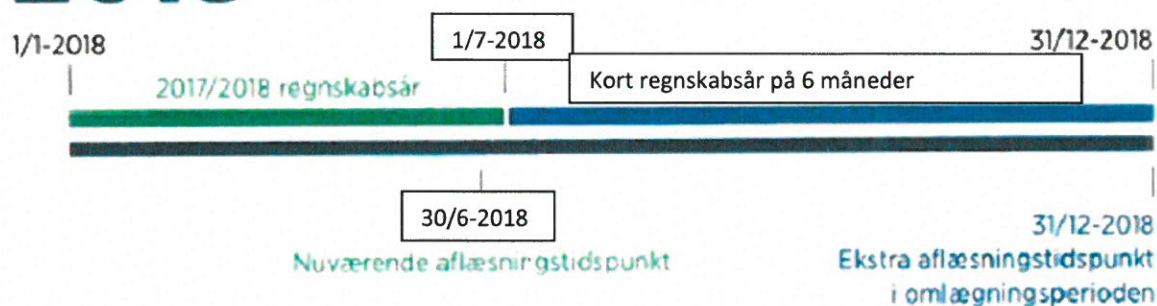 1/1-2018
1/7-2018
31/12-2018
2017/2018 regnskabsår
Kort regnskabsår på 6 måneder
30/6-2018
Nuværende aflæsningstidspunkt
31/12-2018
Ekstra aflæsningstidspunkt
i omlægningsperioden